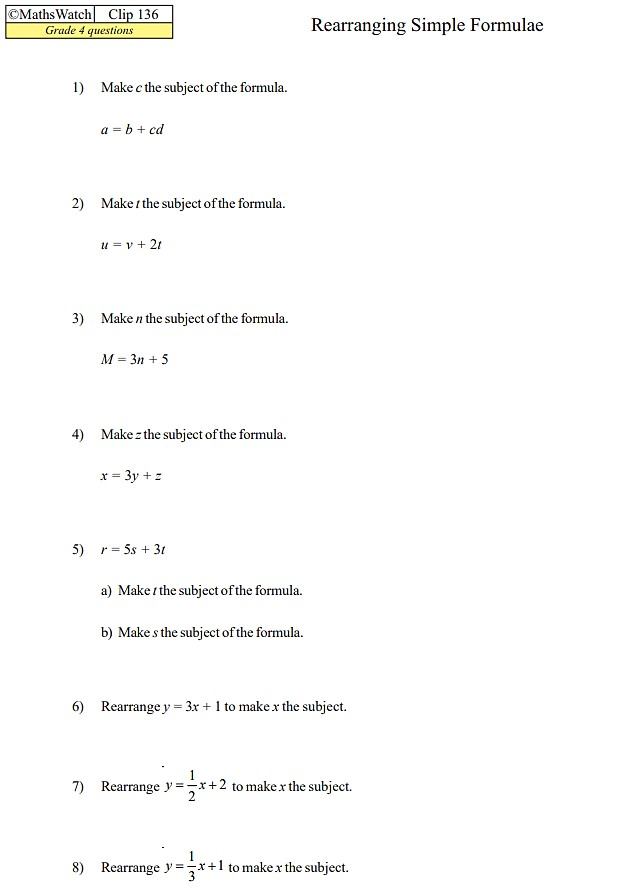 ©MathsWatch Clip 136
Grade 4 questions
Rearranging Simple Formulae
1) Make c the subject of the formula.
a = b + cd
2) Make t the subject of the formula.
u = v + 2t
3) Make n the subject of the formula.
M = 3n + 5
4) Make z the subject of the formula.
x = 3y + z
5) r = 5s + 3t
a) Make t the subject of the formula.
b) Make s the subject of the formula.
6) Rearrange y = 3x + 1 to make x the subject.
7) Rearrange y = 1/2 x + 2 to make x the subject.
8) Rearrange y = 1/3 x + 1 to make x the subject.